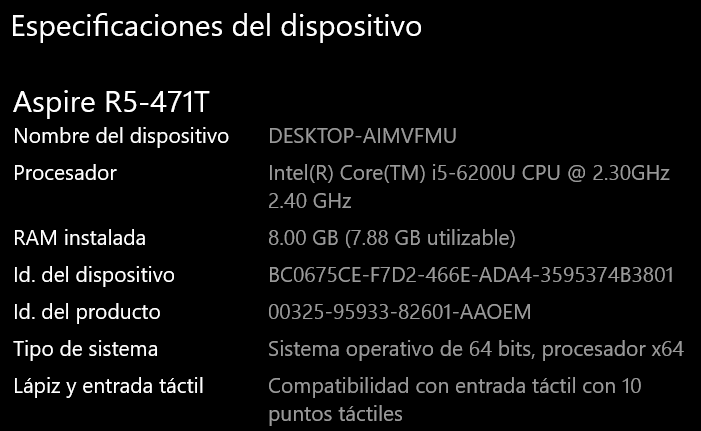 Especificaciones del dispositivo
Aspire R5-471T
Nombre del dispositivo DESKTOP-AIMVFMU
Procesador Intel(R) Core(TM) i5-6200U CPU @ 2.30GHz
2.40 GHz
RAM instalada 8.00 GB (7.88 GB utilizable)
Id. del dispositivo BC0675CE-F7D2-466E-ADA4-3595374B3801
Id. del producto 00325-95933-82601-AAOEM
Tipo de sistema Sistema operativo de 64 bits, procesador x64
Lápiz y entrada táctil Compatibilidad con entrada táctil con 10
puntos táctiles